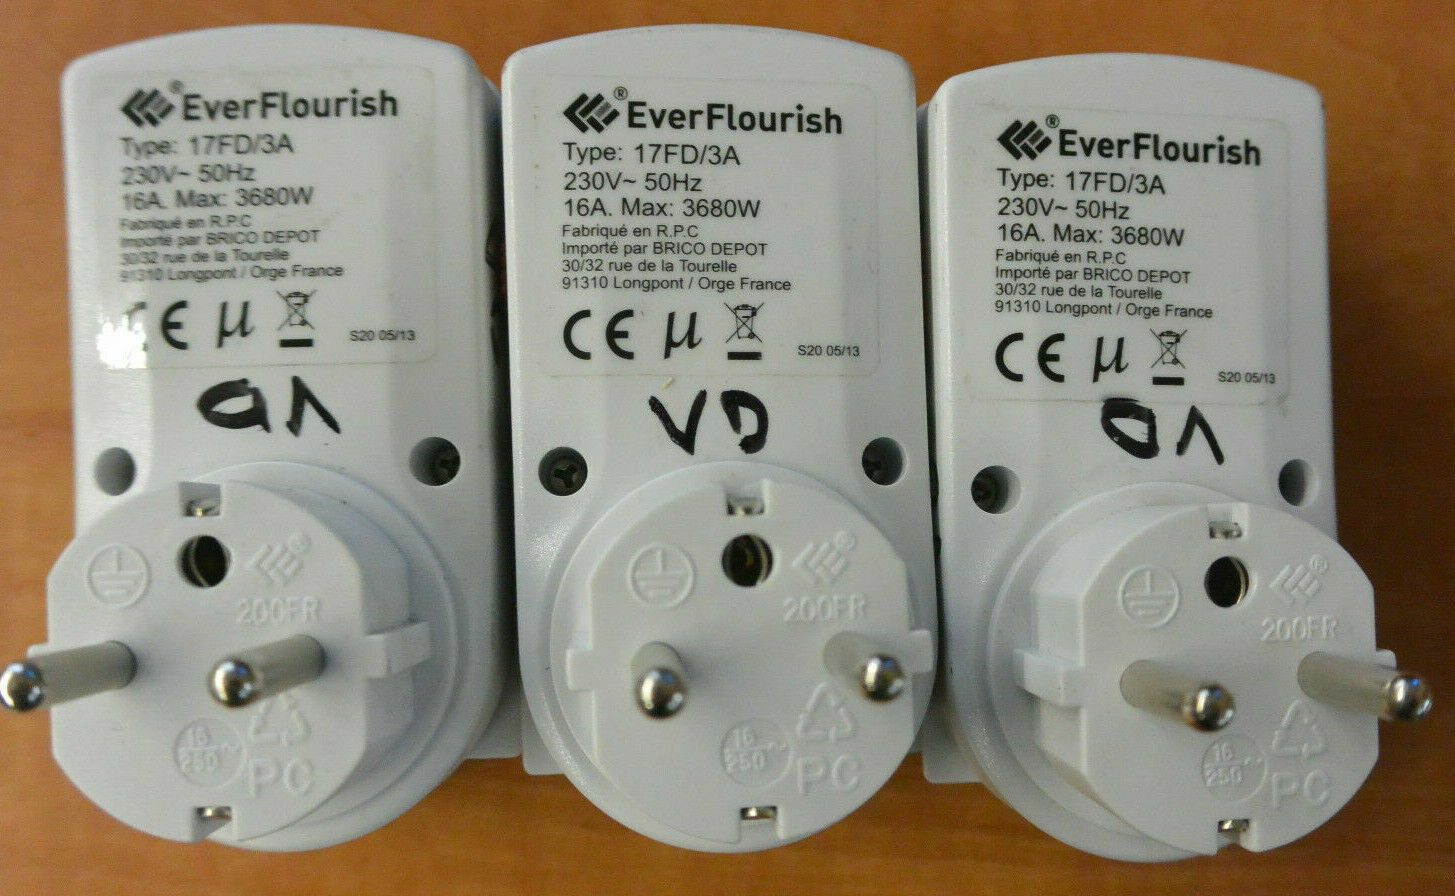 EverFlourish®
Type: 17FD/3A
230V~ 50Hz
16A. Max: 3680W
Fabriqué en R.P.C
Importé par BRICO DEPOT
30/32 rue de la Tourelle
91310 Longpont / Orge France
CE µ
S20 05/13
200FR
16
250~
PC
EverFlourish®
Type: 17FD/3A
230V~ 50Hz
16A. Max: 3680W
Fabriqué en R.P.C
Importé par BRICO DEPOT
30/32 rue de la Tourelle
91310 Longpont / Orge France
CE µ
S20 05/13
200FR
16
250~
PC
EverFlourish®
Type: 17FD/3A
230V~ 50Hz
16A. Max: 3680W
Fabriqué en R.P.C
Importé par BRICO DEPOT
30/32 rue de la Tourelle
91310 Longpont / Orge France
CE µ
S20 05/13
200FR
16
250~
PC